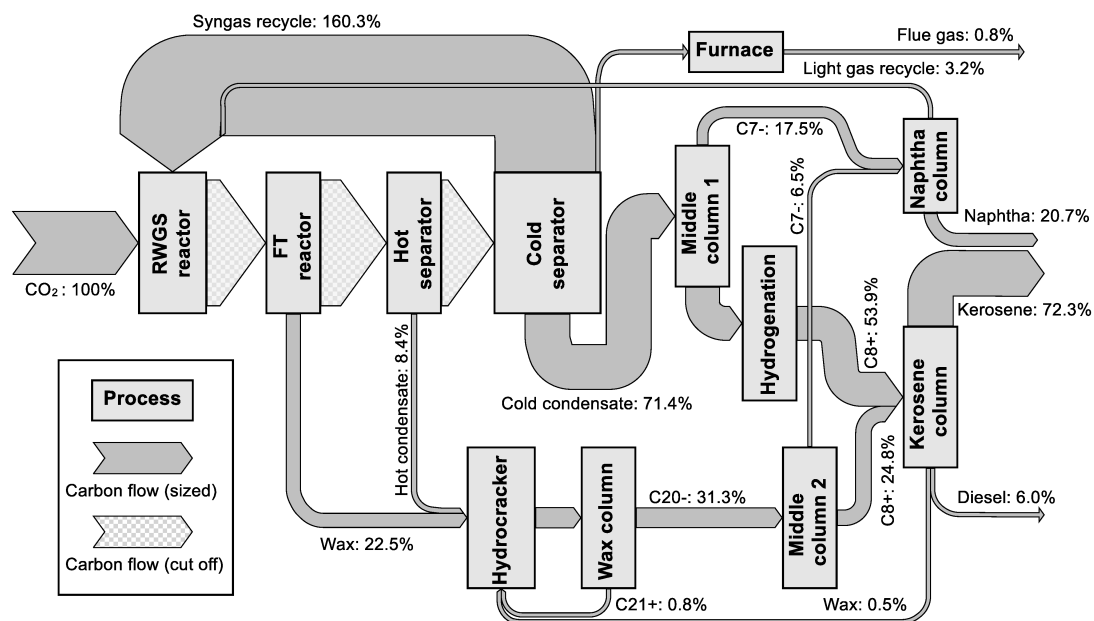 Syngas recycle: 160.3%
Furnace
Flue gas: 0.8%
Light gas recycle: 3.2%
C7-: 17.5%
C7-: 6.5%
Naphtha
column
Naphtha: 20.7%
CO₂ : 100%
RWGS
reactor
FT
reactor
Hot
separator
Cold
separator
Middle
column 1
Hydrogenation
C8+: 53.9%
Kerosene: 72.3%
Kerosene
column
Cold condensate: 71.4%
Hot condensate: 8.4%
Process
Carbon flow (sized)
Carbon flow (cut off)
Wax: 22.5%
Hydrocracker
Wax column
C20-: 31.3%
Middle
column 2
C8+: 24.8%
Diesel: 6.0%
C21+: 0.8%
Wax: 0.5%